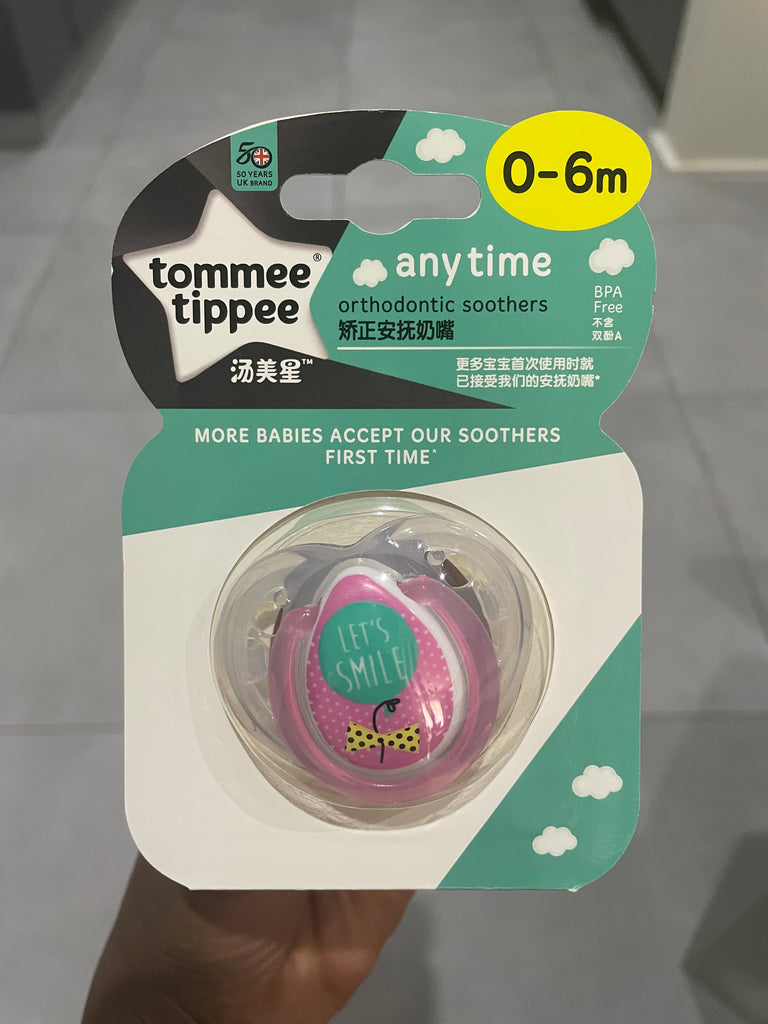 50
50 YEARS
UK BRAND
0-6m
tommee®
tippee
汤美星™
any time
orthodontic soothers
矫正安抚奶嘴
BPA
Free
不含
双酚A
更多宝宝首次使用时就
已接受我们的安抚奶嘴*
MORE BABIES ACCEPT OUR SOOTHERS
FIRST TIME*
LET'S
SMILE